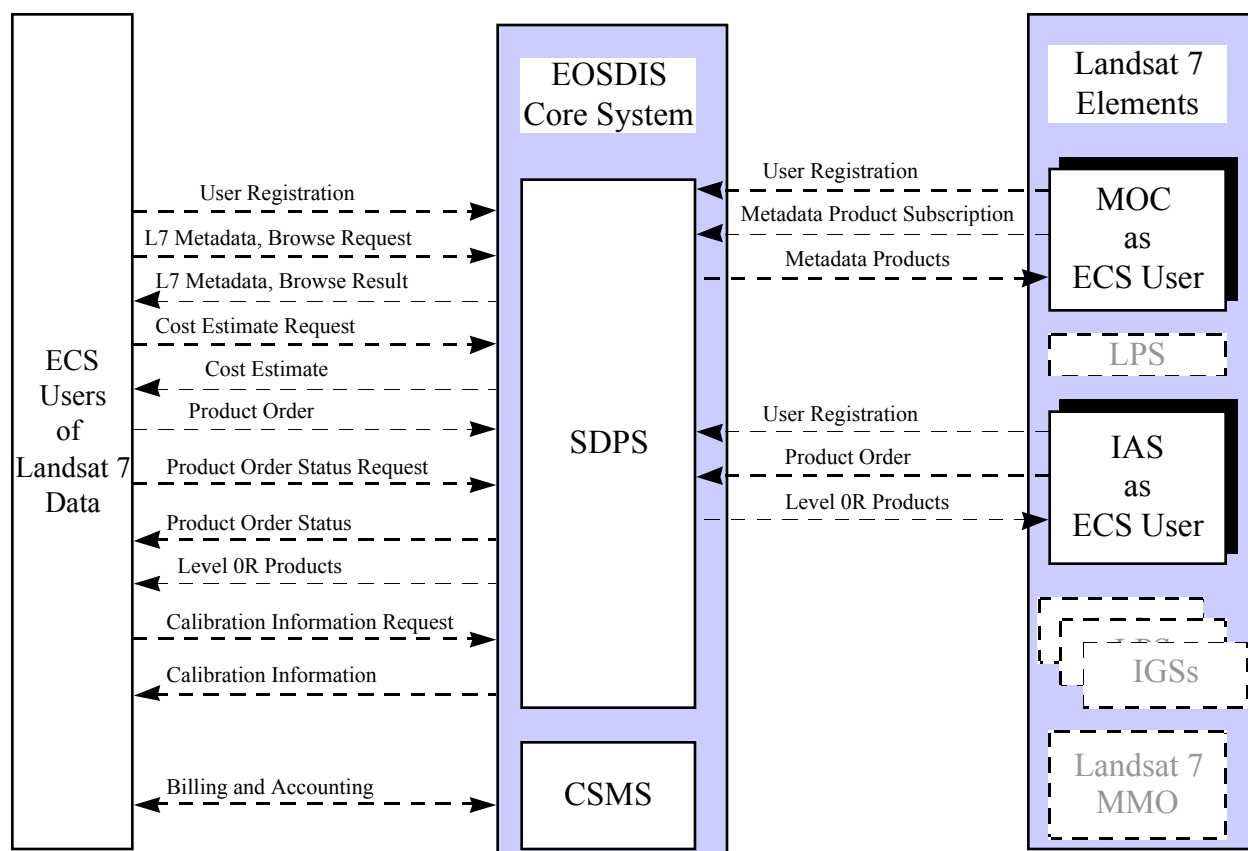 EOSDIS
Core System
Landsat 7
Elements
ECS
Users
of
Landsat 7
Data
User Registration
L7 Metadata, Browse Request
L7 Metadata, Browse Result
Cost Estimate Request
Cost Estimate
Product Order
Product Order Status Request
Product Order Status
Level 0R Products
Calibration Information Request
Calibration Information
Billing and Accounting
SDPS
CSMS
User Registration
Metadata Product Subscription
Metadata Products
User Registration
Product Order
Level 0R Products
MOC
as
ECS User
LPS
IAS
as
ECS User
IGSs
Landsat 7
MMO